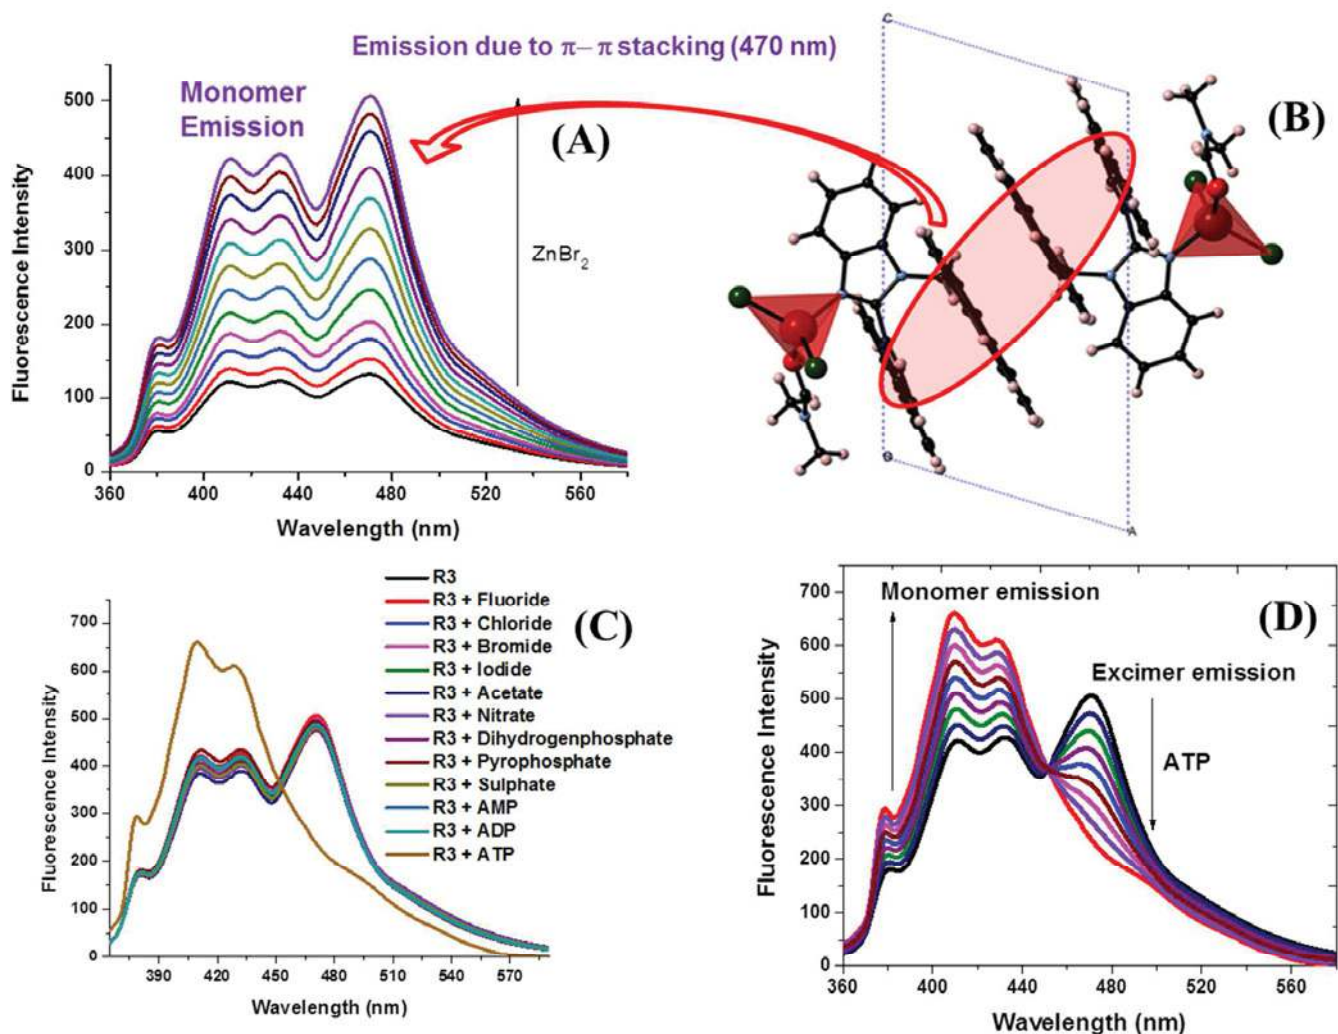 Emission due to π–π stacking (470 nm)
Monomer
Emission
(A)
ZnBr2
Fluorescence Intensity
500
400
300
200
100
0
360 400 440 480 520 560
Wavelength (nm)
(B)
C
A
(C)
R3
R3 + Fluoride
R3 + Chloride
R3 + Bromide
R3 + Iodide
R3 + Acetate
R3 + Nitrate
R3 + Dihydrogenphosphate
R3 + Pyrophosphate
R3 + Sulphate
R3 + AMP
R3 + ADP
R3 + ATP
Fluorescence Intensity
700
600
500
400
300
200
100
0
390 420 450 480 510 540 570
Wavelength (nm)
(D)
Monomer emission
Excimer emission
ATP
Fluorescence Intensity
700
600
500
400
300
200
100
0
360 400 440 480 520 560
Wavelength (nm)